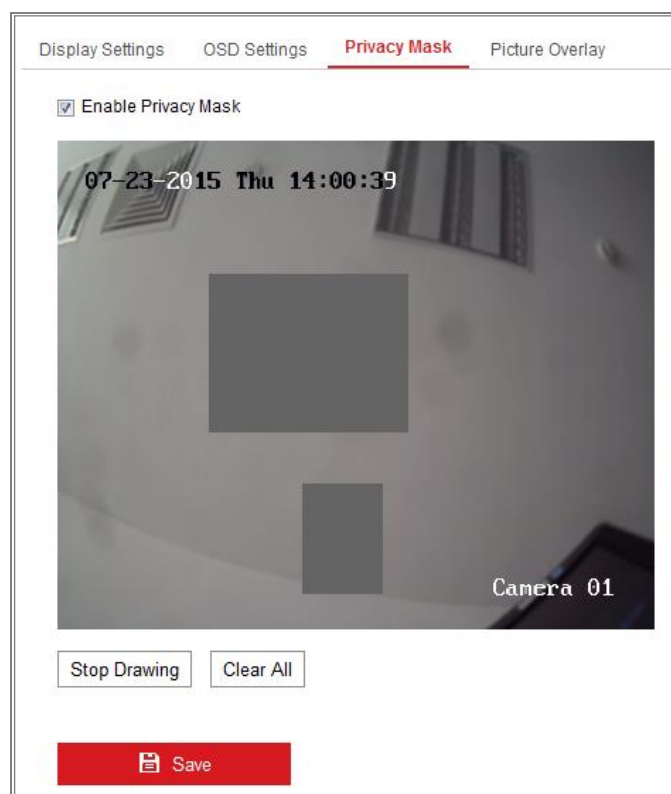 Display Settings OSD Settings Privacy Mask Picture Overlay
Enable Privacy Mask
07-23-2015 Thu 14:00:39
Camera 01
Stop Drawing Clear All
Save